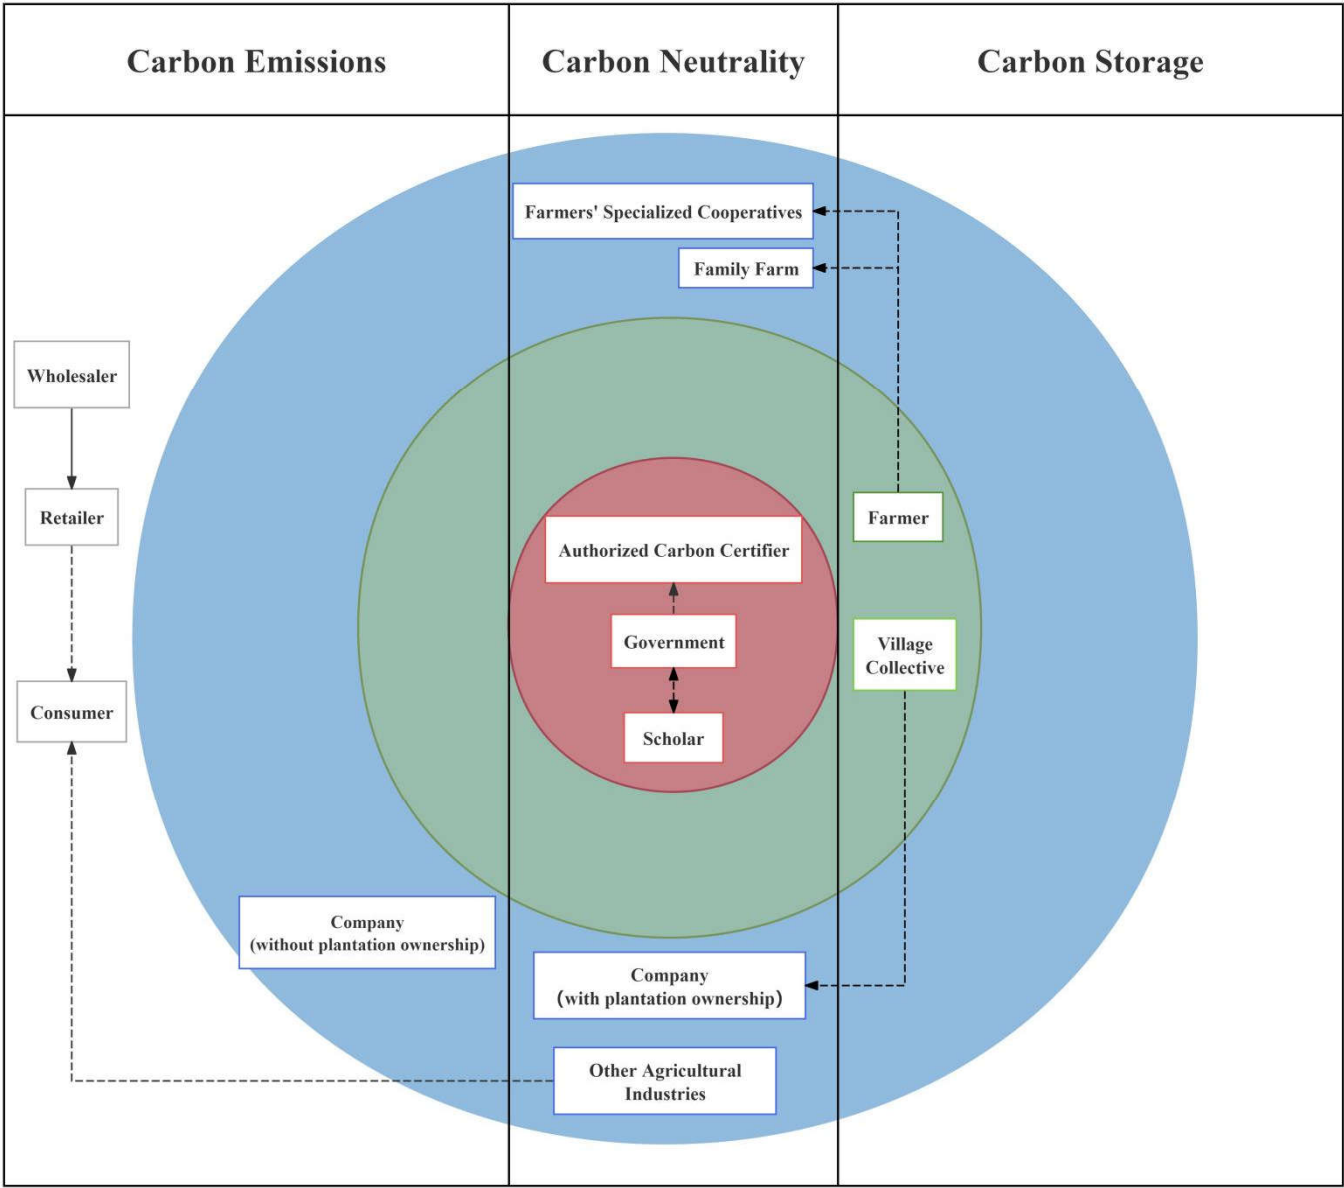 Carbon Emissions
Carbon Neutrality
Carbon Storage
Farmers' Specialized Cooperatives
Family Farm
Wholesaler
Retailer
Farmer
Authorized Carbon Certifier
Government
Village
Collective
Consumer
Scholar
Company
(without plantation ownership)
Company
(with plantation ownership)
Other Agricultural
Industries